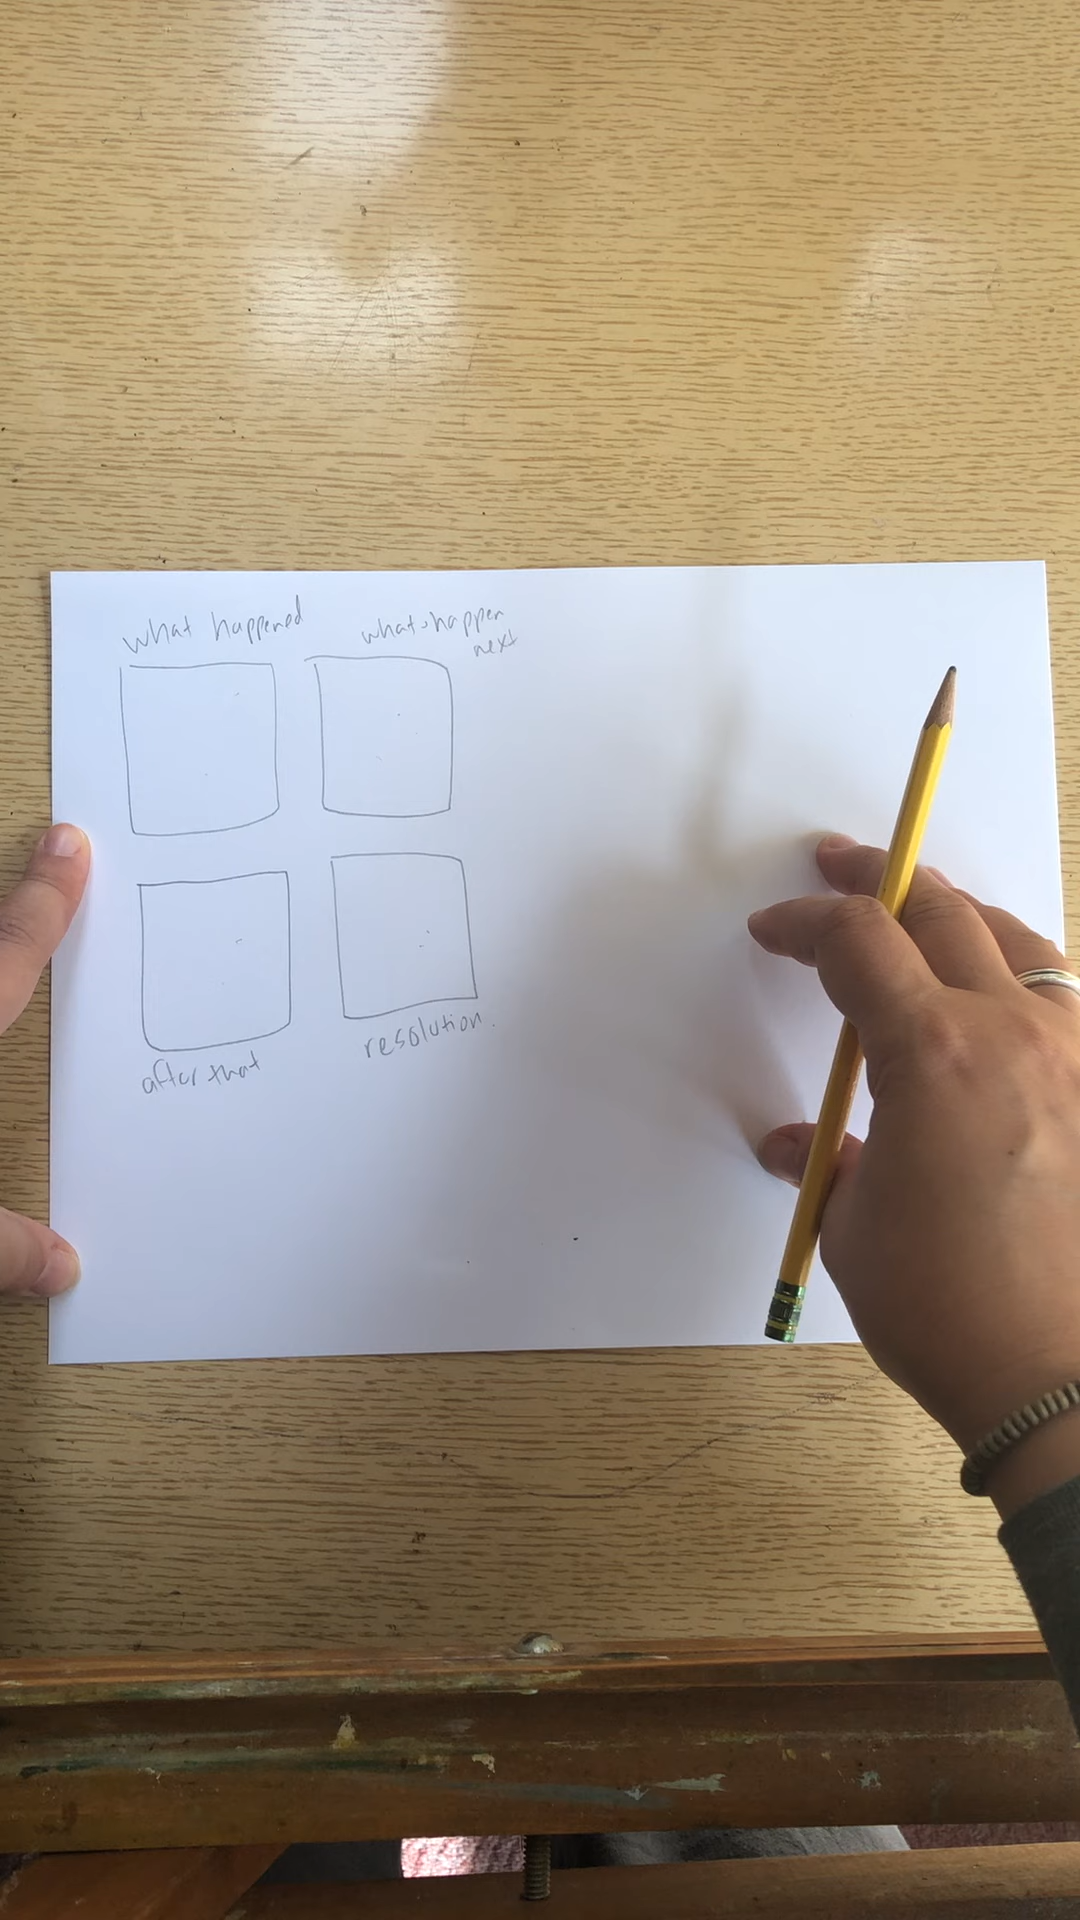 what happened
what happen
next
after that
resolution.